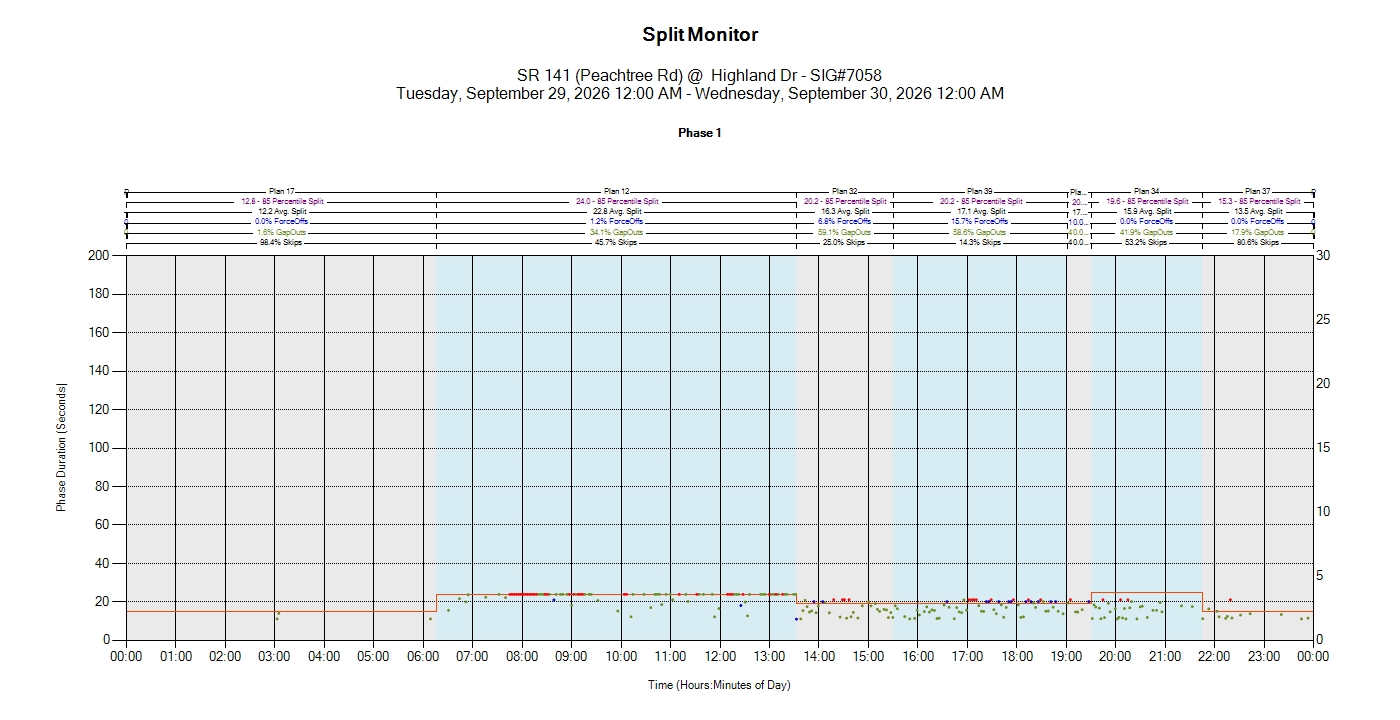 Split Monitor
SR 141 (Peachtree Rd) @ Highland Dr - SIG#7058
Tuesday, September 29, 2026 12:00 AM - Wednesday, September 30, 2026 12:00 AM
Phase 1
Plan 17 Plan 12 Plan 32 Plan 39 Pla... Plan 34 Plan 37
12.8 - 85 Percentile Split 24.0 - 85 Percentile Split 20.2 - 85 Percentile Split 20.2 - 85 Percentile Split 20... 19.6 - 85 Percentile Split 15.3 - 85 Percentile Split
12.2 Avg. Split 22.8 Avg. Split 16.3 Avg. Split 17.1 Avg. Split 17... 15.9 Avg. Split 13.5 Avg. Split
0.0% ForceOffs 1.2% ForceOffs 6.8% ForceOffs 15.7% ForceOffs 10.0... 0.0% ForceOffs 0.0% ForceOffs
1.6% GapOuts 34.1% GapOuts 59.1% GapOuts 58.6% GapOuts 40.0... 41.9% GapOuts 17.9% GapOuts
98.4% Skips 45.7% Skips 25.0% Skips 14.3% Skips 40.0... 53.2% Skips 80.6% Skips
200 30
180
25
160
140
20
120
100 15
80
10
60
40
5
20
0 0
Phase Duration (Seconds)
00:00 01:00 02:00 03:00 04:00 05:00 06:00 07:00 08:00 09:00 10:00 11:00 12:00 13:00 14:00 15:00 16:00 17:00 18:00 19:00 20:00 21:00 22:00 23:00 00:00
Time (Hours:Minutes of Day)